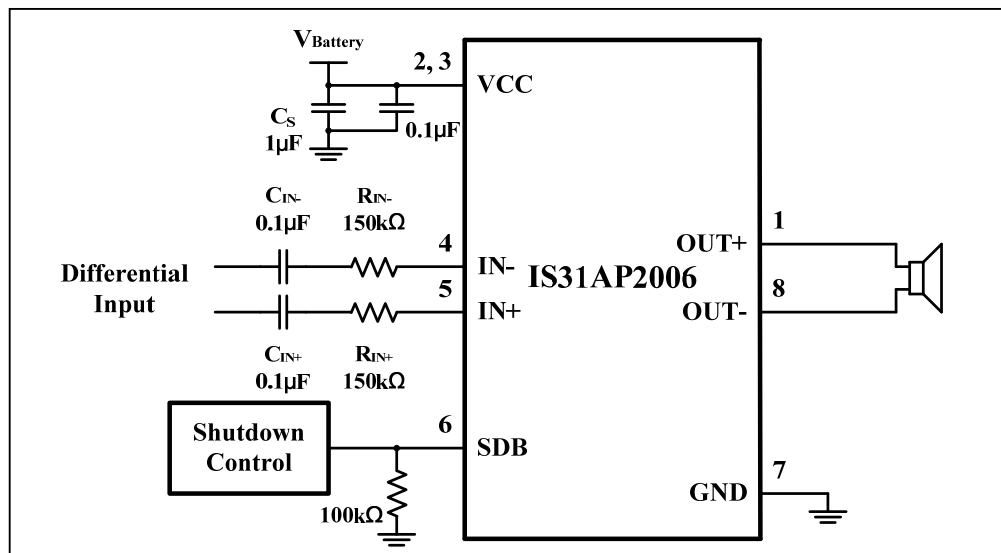 VBattery
2, 3
VCC
CS
1µF
0.1µF
CIN-
0.1µF
RIN-
150kΩ
4
IN-
Differential
Input
5
IN+
CIN+
0.1µF
RIN+
150kΩ
IS31AP2006
1
OUT+
8
OUT-
Shutdown
Control
6
SDB
100kΩ
7
GND